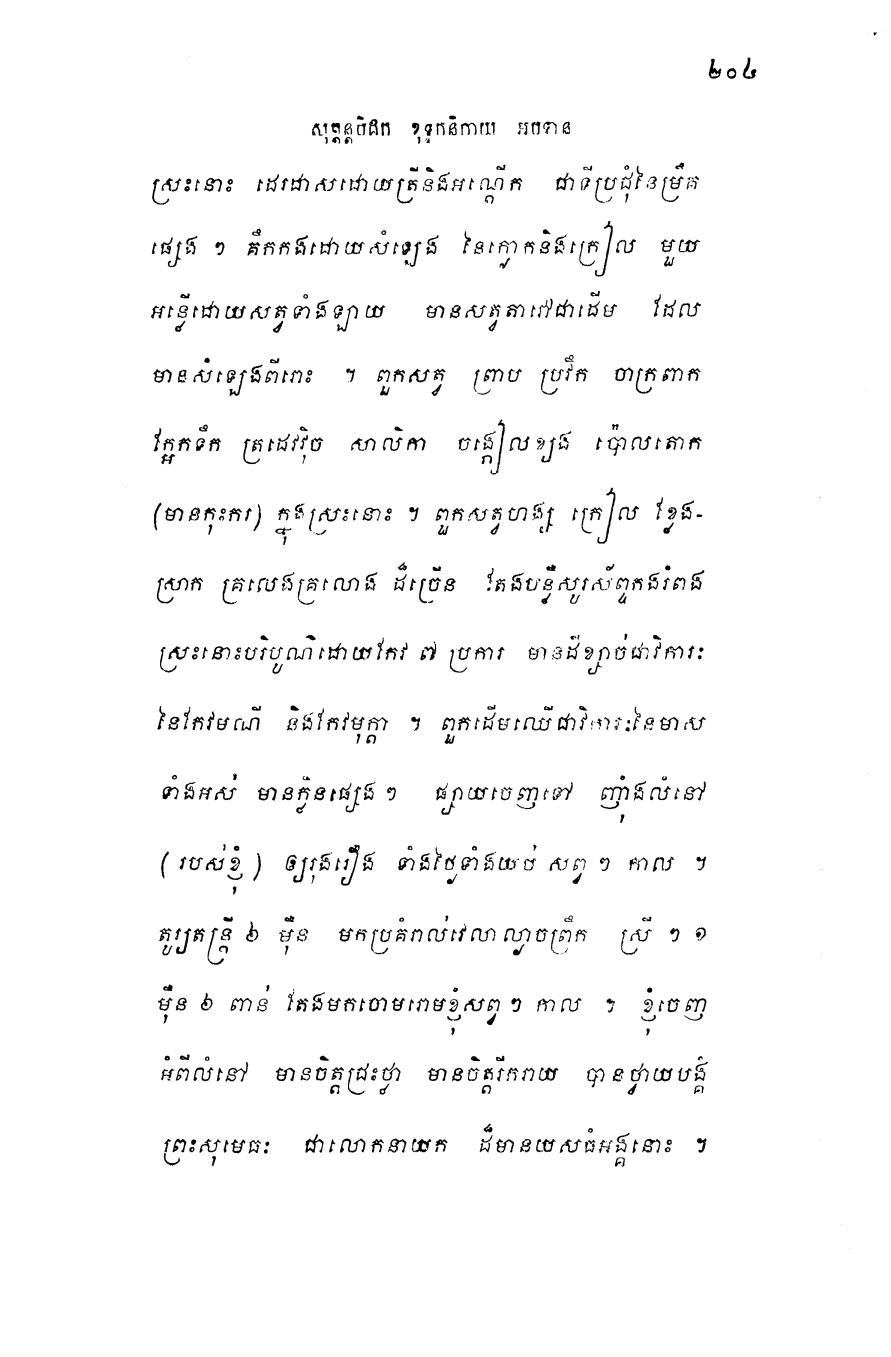 ២០៤
សុត្តន្តបិដក ខុទ្ទកនិកាយ អបទាន
ស្រះនោះ ដេរដាសដោយត្រីនិងអណ្តើក ជាទីប្រជុំនៃម្រឹគ
ផ្សេង ៗ គឹកកងដោយសំឡេង នៃក្ងោកនិងក្រៀល មួយ
អន្លើដោយសត្វទាំងឡាយ មានសត្វតាវៅជាដើម ដែល
មានសំឡេងពីរោះ ។ ពួកសត្វ ព្រាប ប្រវឹក ចាក្រពាក
ក្អែកទឹក ត្រដេវវិ៊ច សាលិកា ចង្កៀលខ្យង ប៉ោលតោក
(មានកុះករ) ក្នុងស្រះនោះ ។ ពួកសត្វហង្ស ក្រៀល ខ្វែង-
ស្រាក គ្រលេងគ្រលោង ដ៏ច្រើន តែងបន្លឺសូរស័ព្ទកងរំពង
ស្រះនោះបរិបូណ៌ដោយកែវ ៧ ប្រការ មានដីខ្សាច់ជាវិការៈ
នៃកែវមណី និងកែវមុក្តា ។ ពួកដើមឈើជាវិការៈនៃមាស
ទាំងអស់ មានក្លិនផ្សេង ៗ ផ្សាយចេញទៅ ញ៉ាំងលំនៅ
(របស់ខ្ញុំ) ឲ្យរុងរឿង ទាំងថ្ងៃទាំងយប់ សព្វ ៗ កាល ។
តូរ្យតន្ត្រី ៦ ម៉ឺន មកប្រគំរាល់វេលាល្ងាចព្រឹក ស្រី ៗ ១
ម៉ឺន ៦ ពាន់ តែងមកចោមរោមខ្ញុំសព្វ ៗ កាល ។ ខ្ញុំចេញ
អំពីលំនៅ មានចិត្តជ្រះថ្លា មានចិត្តរីករាយ បានថ្វាយបង្គំ
ព្រះសុមេធៈ ជាលោកនាយក ដ៏មានយសធំអង្គនោះ ។